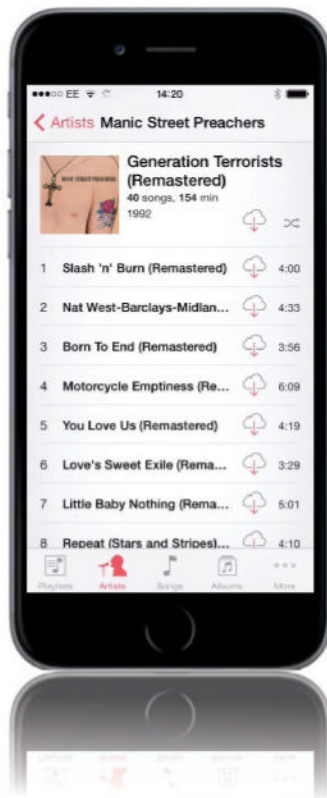 EE 14:20
Artists Manic Street Preachers
MANIC STREET PREACHERS
Generation Terrorists
(Remastered)
40 songs, 154 min
1992
1 Slash 'n' Burn (Remastered) 4:00
2 Nat West-Barclays-Midlan... 4:33
3 Born To End (Remastered) 3:56
4 Motorcycle Emptiness (Re... 6:09
5 You Love Us (Remastered) 4:19
6 Love's Sweet Exile (Rema... 3:29
7 Little Baby Nothing (Rema... 5:01
8 Repeat (Stars and Stripes)... 4:10
Playlists Artists Songs Albums More